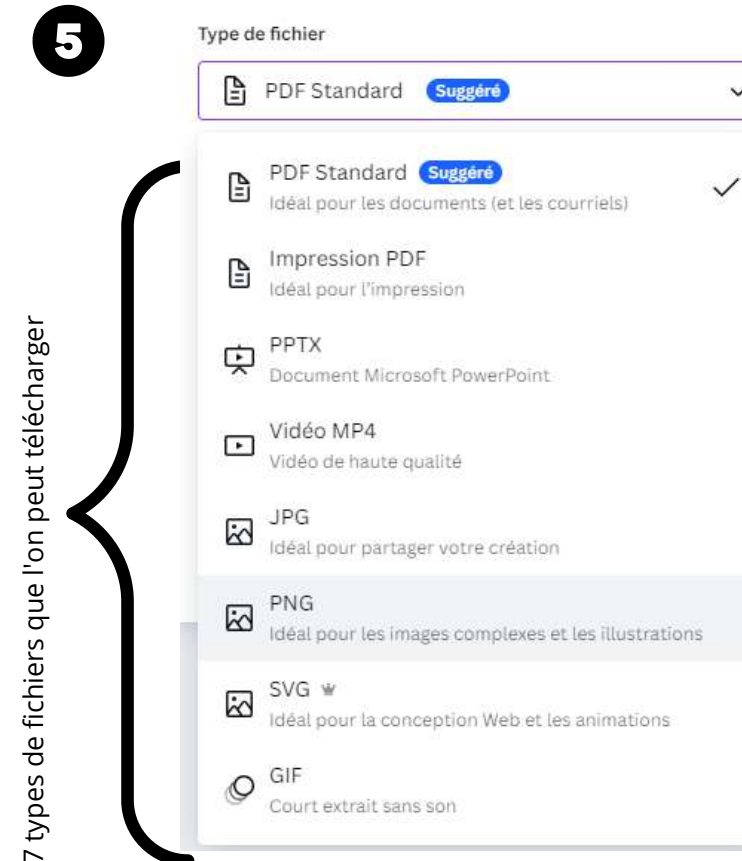 5
Type de fichier
PDF Standard Suggéré
PDF Standard Suggéré
Idéal pour les documents (et les courriels)
Impression PDF
Idéal pour l'impression
PPTX
Document Microsoft PowerPoint
Vidéo MP4
Vidéo de haute qualité
JPG
Idéal pour partager votre création
PNG
Idéal pour les images complexes et les illustrations
SVG
Idéal pour la conception Web et les animations
GIF
Court extrait sans son
7 types de fichiers que l'on peut télécharger